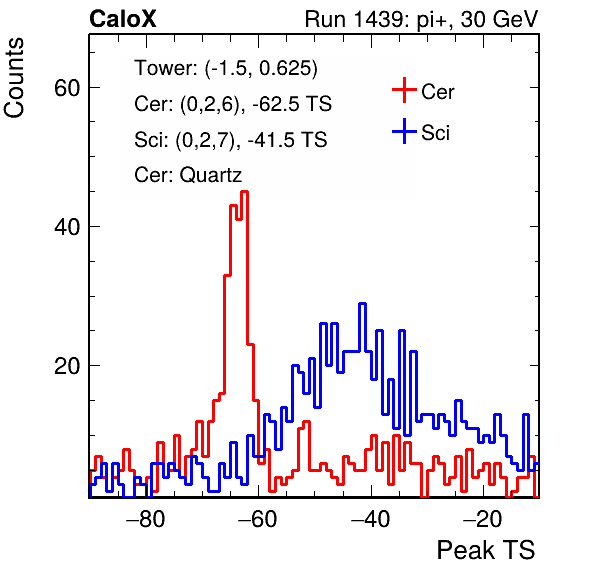 CaloX Run 1439: pi+, 30 GeV
Counts
Tower: (-1.5, 0.625)
Cer: (0,2,6), -62.5 TS
Sci: (0,2,7), -41.5 TS
Cer: Quartz
Cer
Sci
60
40
20
−80 −60 −40 −20
Peak TS